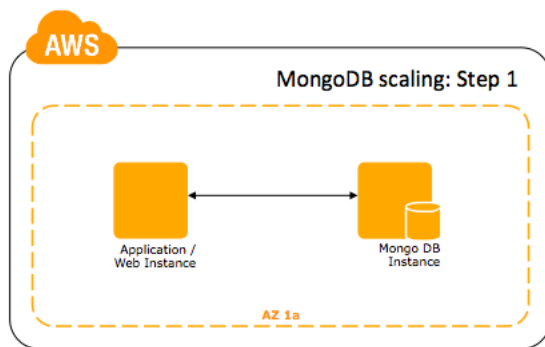 AWS
MongoDB scaling: Step 1
Application /
Web Instance
Mongo DB
Instance
AZ 1a